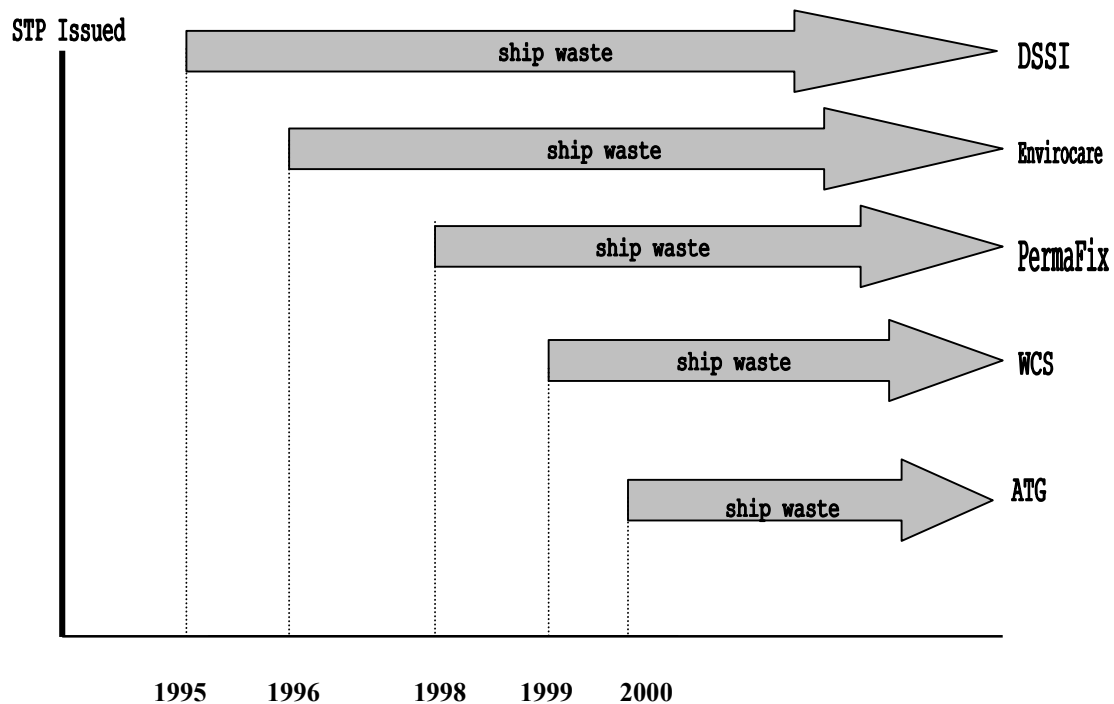 STP Issued
ship waste
DSSI
ship waste
Envirocare
ship waste
PermaFix
ship waste
WCS
ship waste
ATG
1995 1996 1998 1999 2000